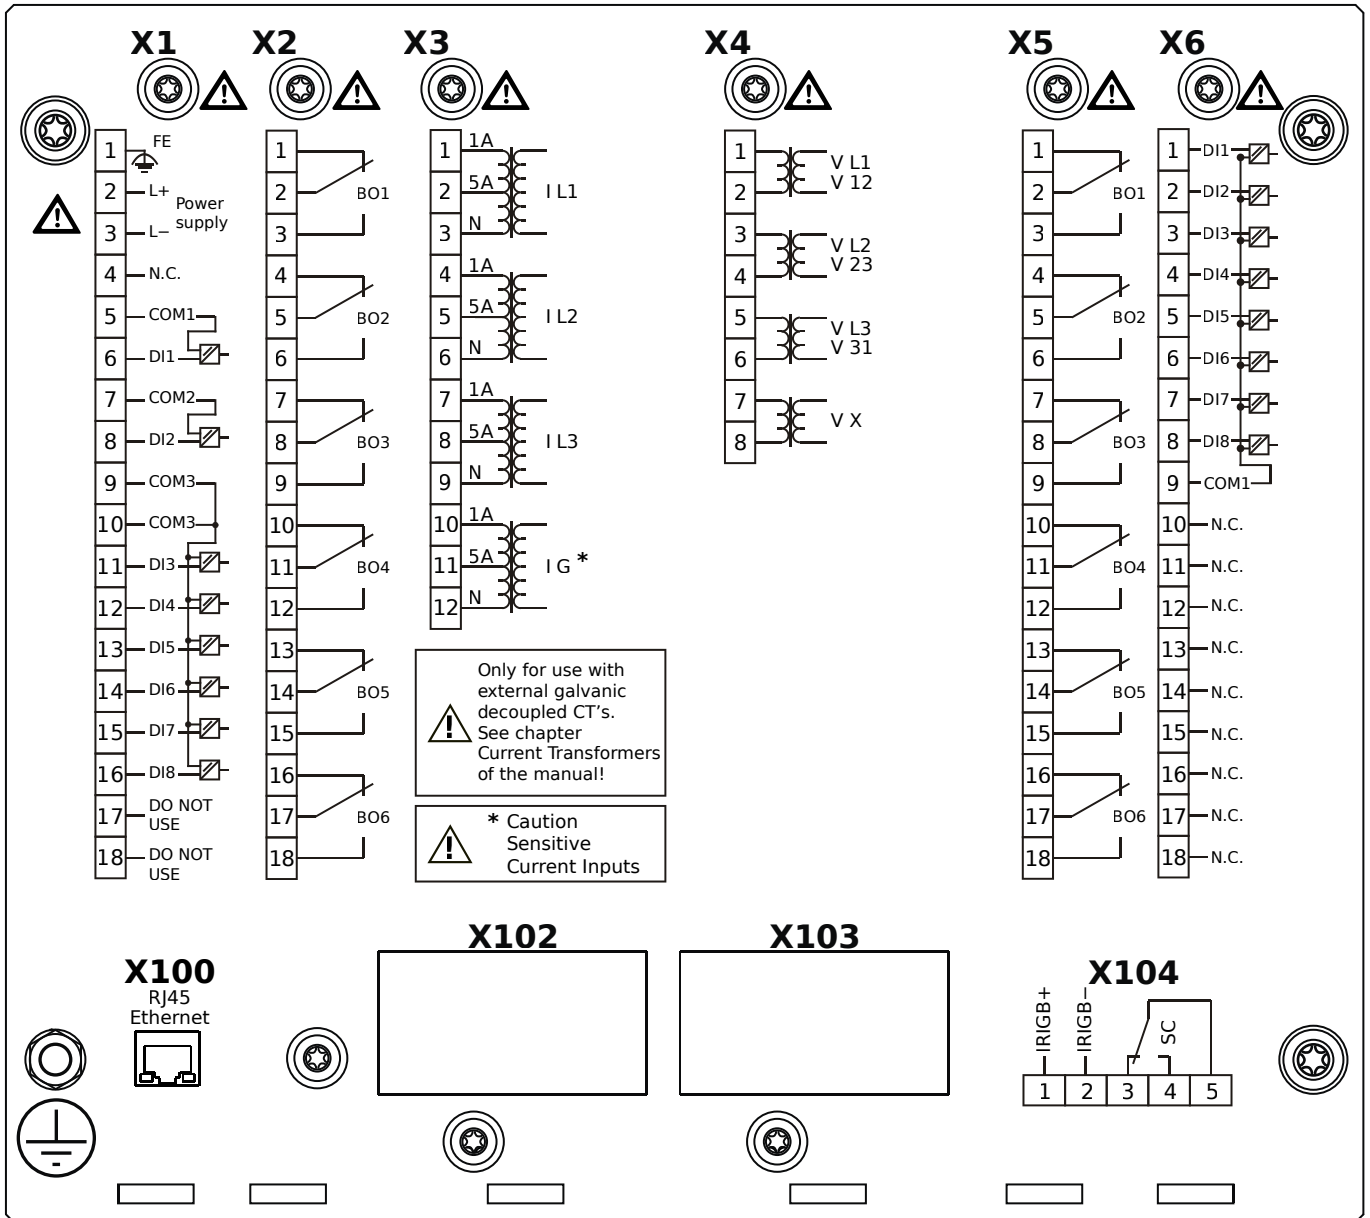 X1 X2 X3 X4 X5 X6
1 FE
2 L+
Power
supply
3 L−
4 N.C.
5 COM1
6 DI1
7 COM2
8 DI2
9 COM3
10 COM3
11 DI3
12 DI4
13 DI5
14 DI6
15 DI7
16 DI8
17 DO NOT
USE
18 DO NOT
USE
1
2 BO1
3
4
5 BO2
6
7
8 BO3
9
10
11 BO4
12
13
14 BO5
15
16
17 BO6
18
1 1A
2 5A I L1
3 N
4 1A
5 5A I L2
6 N
7 1A
8 5A I L3
9 N
10 1A
11 5A I G *
12 N
Only for use with
external galvanic
decoupled CT's.
See chapter
Current Transformers
of the manual!
* Caution
Sensitive
Current Inputs
1 V L1
2 V 12
3 V L2
4 V 23
5 V L3
6 V 31
7 V X
8
1
2 BO1
3
4
5 BO2
6
7
8 BO3
9
10
11 BO4
12
13
14 BO5
15
16
17 BO6
18
1 DI1
2 DI2
3 DI3
4 DI4
5 DI5
6 DI6
7 DI7
8 DI8
9 COM1
10 N.C.
11 N.C.
12 N.C.
13 N.C.
14 N.C.
15 N.C.
16 N.C.
17 N.C.
18 N.C.
X100
RJ45
Ethernet
X102
X103
X104
IRIGB+
IRIGB−
SC
1 2 3 4 5